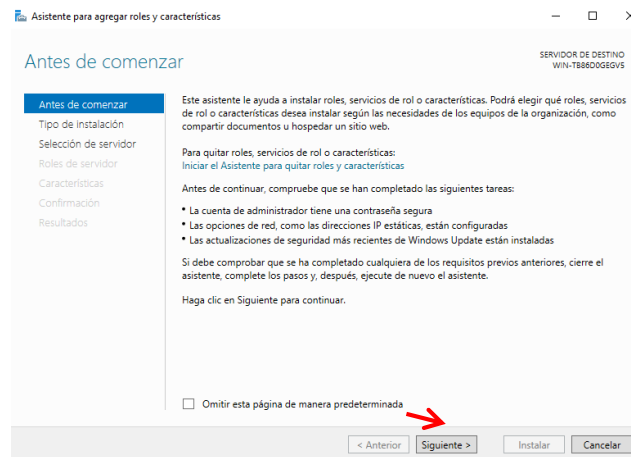 Asistente para agregar roles y características
Antes de comenzar
SERVIDOR DE DESTINO
WIN-TB86D0GEGV5
Antes de comenzar
Tipo de instalación
Selección de servidor
Roles de servidor
Características
Confirmación
Resultados
Este asistente le ayuda a instalar roles, servicios de rol o características. Podrá elegir qué roles, servicios
de rol o características desea instalar según las necesidades de los equipos de la organización, como
compartir documentos u hospedar un sitio web.
Para quitar roles, servicios de rol o características:
Iniciar el Asistente para quitar roles y características
Antes de continuar, compruebe que se han completado las siguientes tareas:
• La cuenta de administrador tiene una contraseña segura
• Las opciones de red, como las direcciones IP estáticas, están configuradas
• Las actualizaciones de seguridad más recientes de Windows Update están instaladas
Si debe comprobar que se ha completado cualquiera de los requisitos previos anteriores, cierre el
asistente, complete los pasos y, después, ejecute de nuevo el asistente.
Haga clic en Siguiente para continuar.
Omitir esta página de manera predeterminada
< Anterior
Siguiente >
Instalar
Cancelar